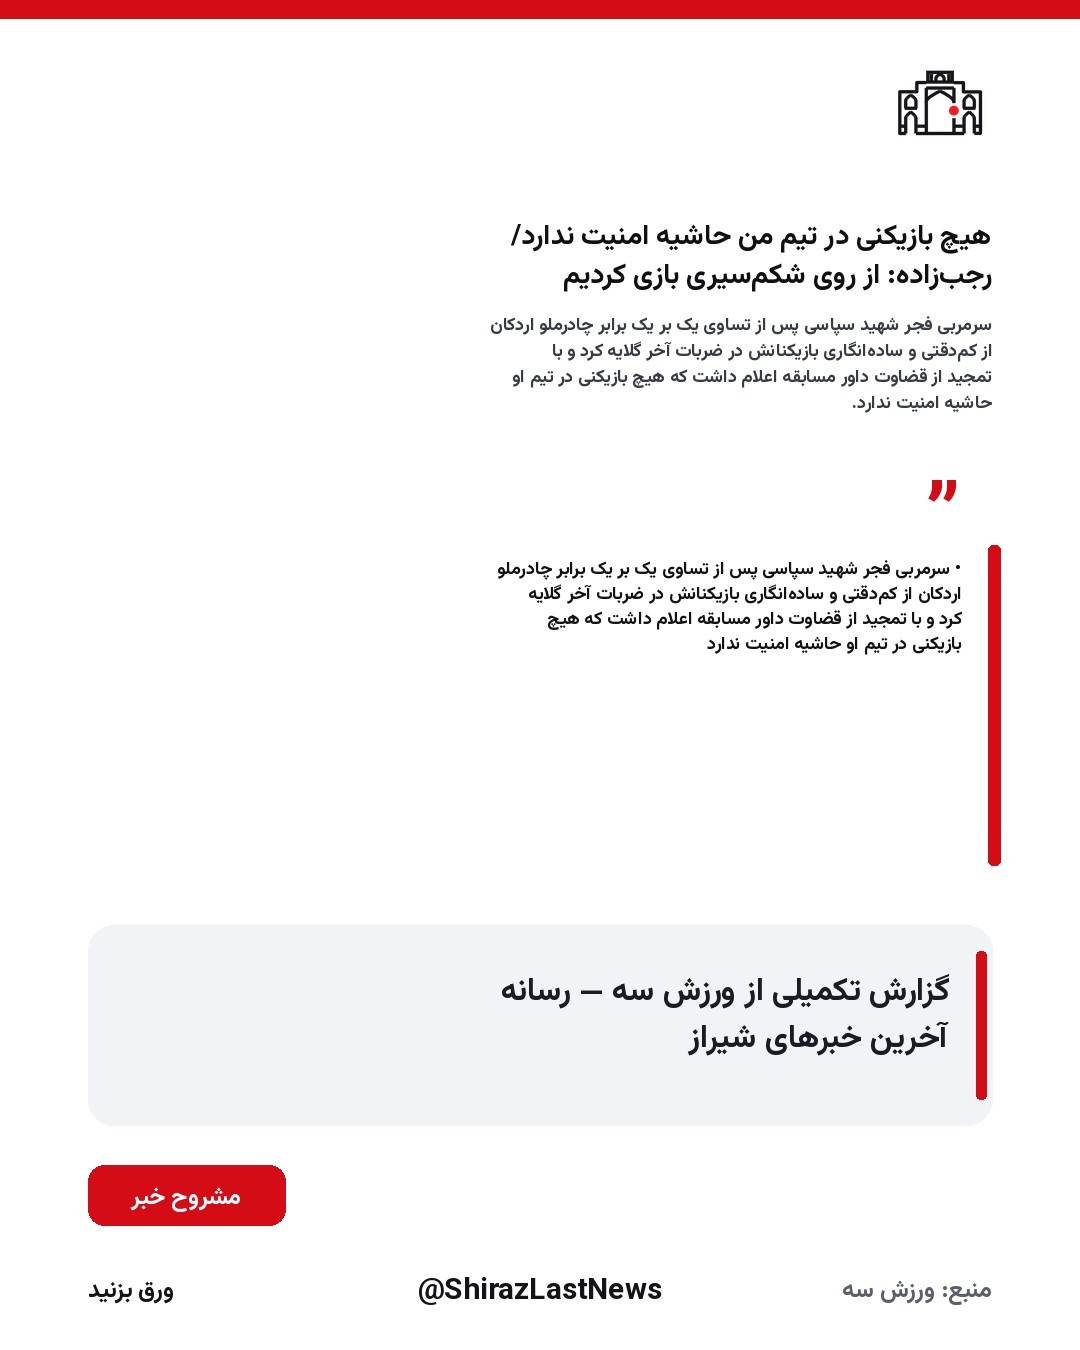 هیچ بازیکنی در تیم من حاشیه امنیت ندارد/
رجب‌زاده: از روی شکم‌سیری بازی کردیم
سرمربی فجر شهید سپاسی پس از تساوی یک بر یک برابر چادرملو اردکان
از کم‌دقتی و ساده‌انگاری بازیکنانش در ضربات آخر گلایه کرد و با
تمجید از قضاوت داور مسابقه اعلام داشت که هیچ بازیکنی در تیم او
حاشیه امنیت ندارد.
”
• سرمربی فجر شهید سپاسی پس از تساوی یک بر یک برابر چادرملو
اردکان از کم‌دقتی و ساده‌انگاری بازیکنانش در ضربات آخر گلایه
کرد و با تمجید از قضاوت داور مسابقه اعلام داشت که هیچ
بازیکنی در تیم او حاشیه امنیت ندارد
گزارش تکمیلی از ورزش سه — رسانه
آخرین خبرهای شیراز
مشروح خبر
منبع: ورزش سه
@ShirazLastNews
ورق بزنید